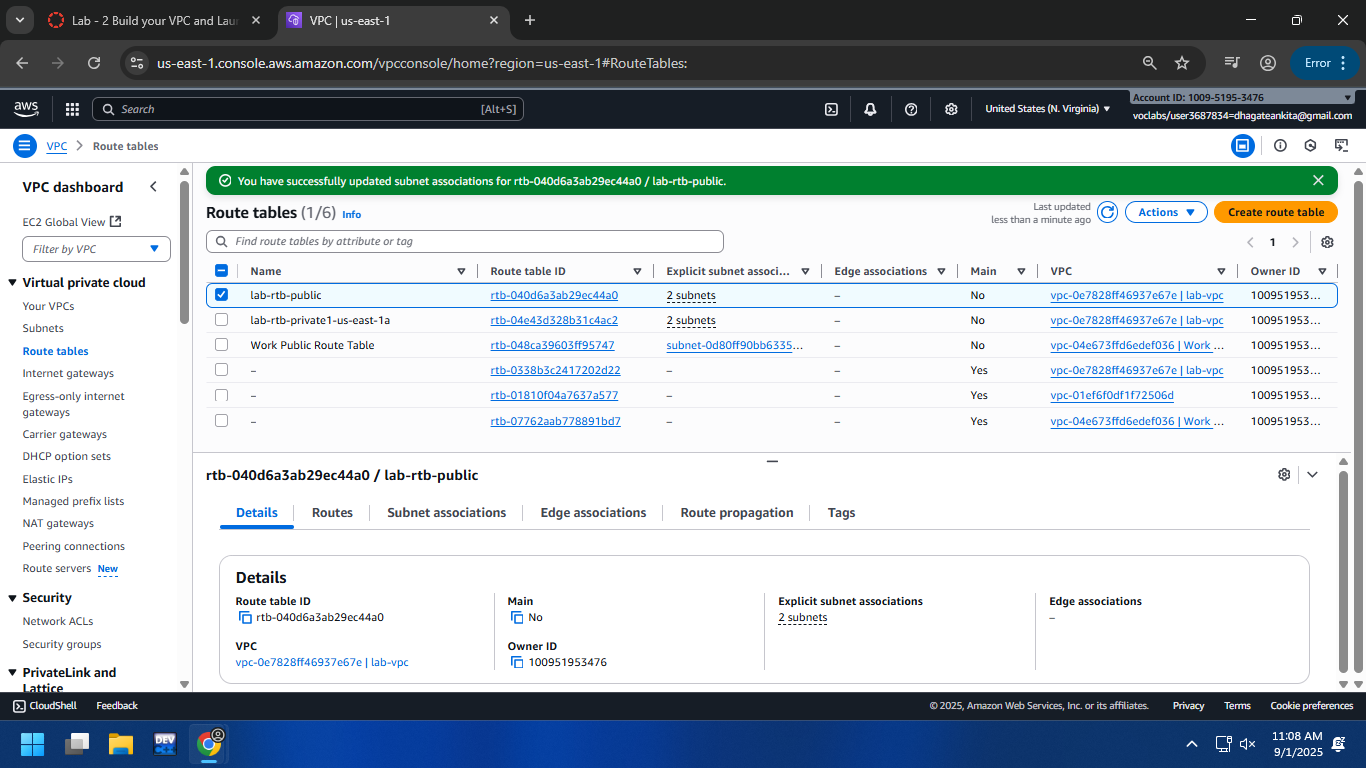 Lab - 2 Build your VPC and Laun
VPC | us-east-1
us-east-1.console.aws.amazon.com/vpcconsole/home?region=us-east-1#RouteTables:
Error
aws
Search
[Alt+S]
United States (N. Virginia)
Account ID: 1009-5195-3476
voclabs/user3687834=dhagateankita@gmail.com
VPC
Route tables
VPC dashboard
EC2 Global View
Filter by VPC
Virtual private cloud
Your VPCs
Subnets
Route tables
Internet gateways
Egress-only internet
gateways
Carrier gateways
DHCP option sets
Elastic IPs
Managed prefix lists
NAT gateways
Peering connections
Route servers New
Security
Network ACLs
Security groups
PrivateLink and
Lattice
You have successfully updated subnet associations for rtb-040d6a3ab29ec44a0 / lab-rtb-public.
Route tables (1/6) Info
Last updated
less than a minute ago
Actions
Create route table
Find route tables by attribute or tag
1
Name Route table ID Explicit subnet associ... Edge associations Main VPC Owner ID
lab-rtb-public rtb-040d6a3ab29ec44a0 2 subnets – No vpc-0e7828ff46937e67e | lab-vpc 100951953...
lab-rtb-private1-us-east-1a rtb-04e43d328b31c4ac2 2 subnets – No vpc-0e7828ff46937e67e | lab-vpc 100951953...
Work Public Route Table rtb-048ca39603ff95747 subnet-0d80ff90bb6335... – No vpc-04e673ffd6edef036 | Work ... 100951953...
– rtb-0338b3c2417202d22 – – Yes vpc-0e7828ff46937e67e | lab-vpc 100951953...
– rtb-01810f04a7637a577 – – Yes vpc-01ef6f0df1f72506d 100951953...
– rtb-07762aab778891bd7 – – Yes vpc-04e673ffd6edef036 | Work ... 100951953...
rtb-040d6a3ab29ec44a0 / lab-rtb-public
Details Routes Subnet associations Edge associations Route propagation Tags
Details
Route table ID
rtb-040d6a3ab29ec44a0
Main
No
Explicit subnet associations
2 subnets
Edge associations
–
VPC
vpc-0e7828ff46937e67e | lab-vpc
Owner ID
100951953476
CloudShell
Feedback
© 2025, Amazon Web Services, Inc. or its affiliates.
Privacy
Terms
Cookie preferences
DEV
11:08 AM
9/1/2025